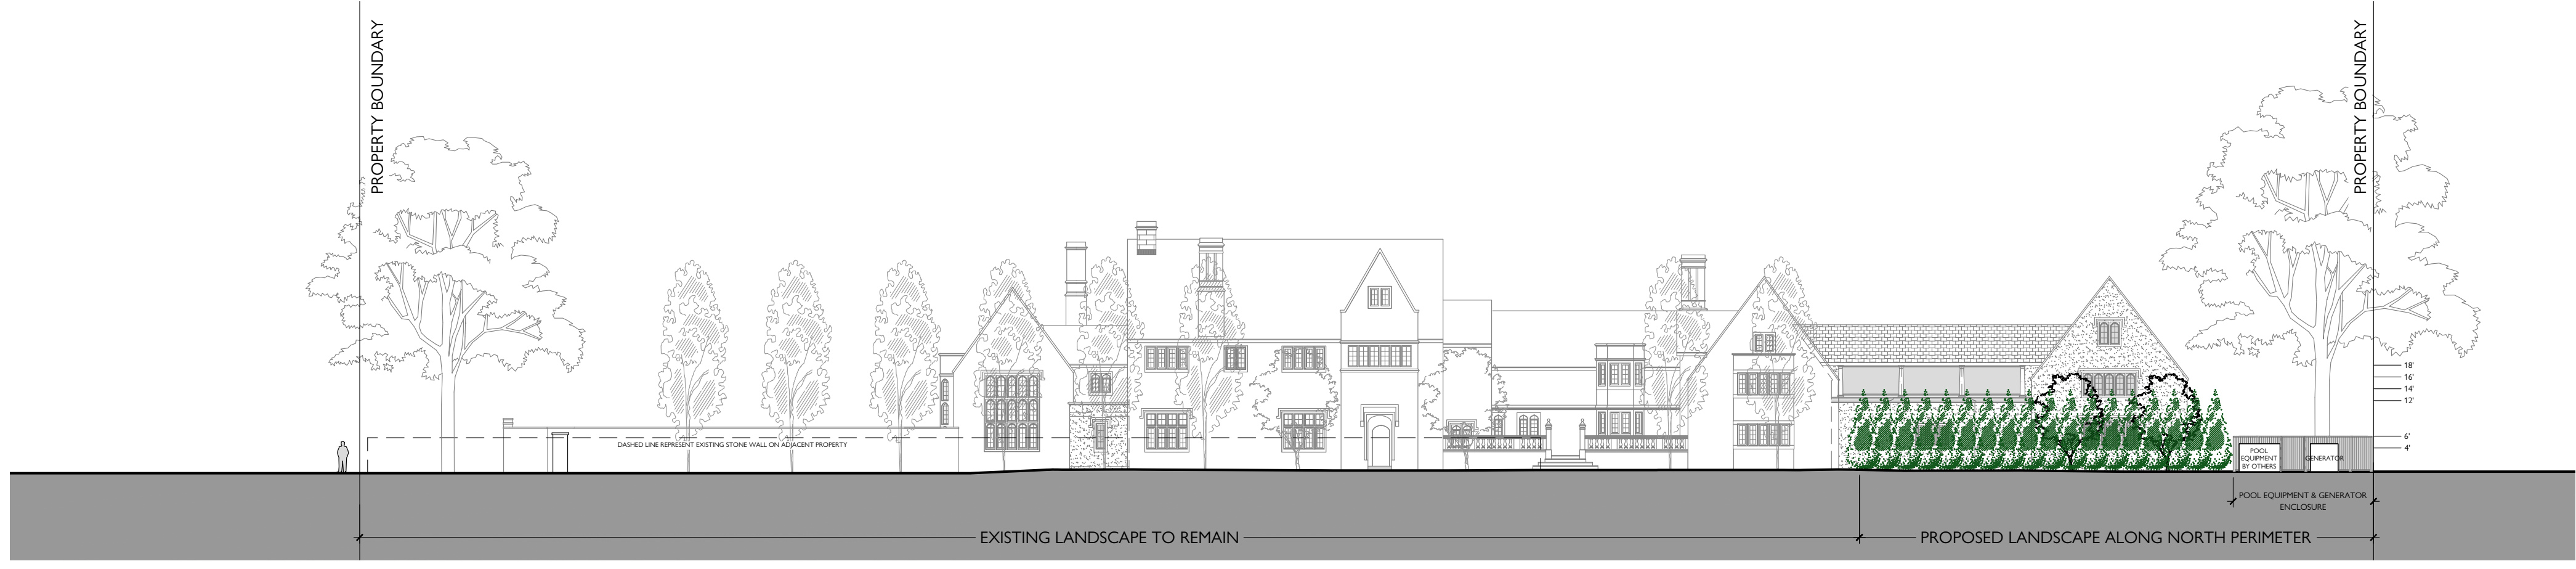 PROPERTY BOUNDARY
PROPERTY BOUNDARY
18'
16'
14'
12'
6'
4'
DASHED LINE REPRESENT EXISTING STONE WALL ON ADJACENT PROPERTY
POOL
EQUIPMENT
BY OTHERS
GENERATOR
POOL EQUIPMENT & GENERATOR
ENCLOSURE
EXISTING LANDSCAPE TO REMAIN
PROPOSED LANDSCAPE ALONG NORTH PERIMETER